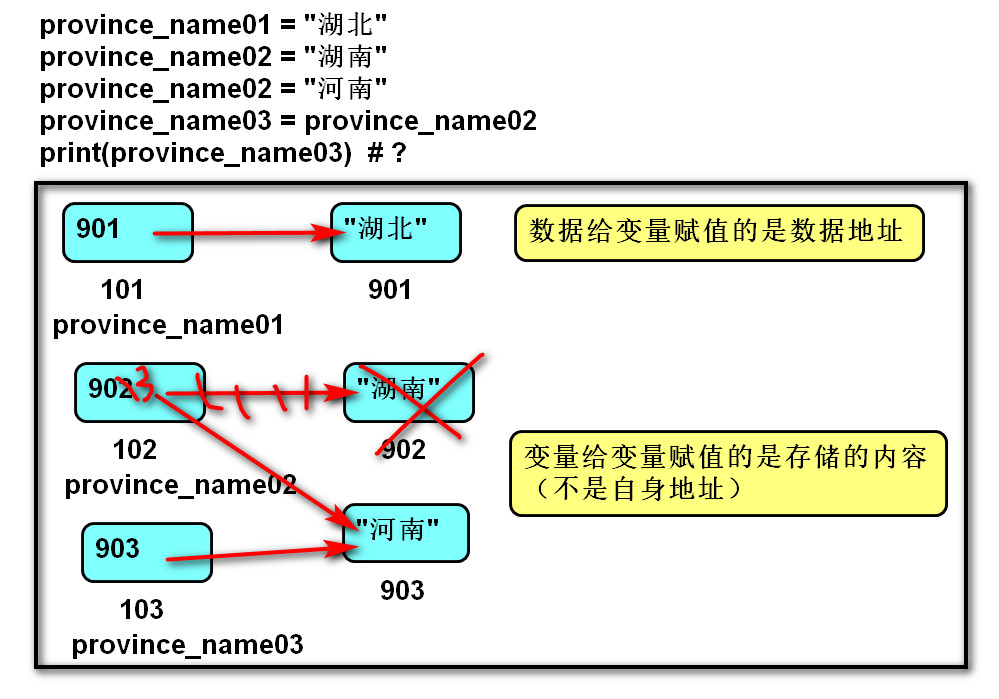 province_name01 = "湖北"
province_name02 = "湖南"
province_name02 = "河南"
province_name03 = province_name02
print(province_name03)  # ?
901
"湖北"
数据给变量赋值的是数据地址
101
901
province_name01
9023
"湖南"
102
902
变量给变量赋值的是存储的内容
（不是自身地址）
province_name02
903
"河南"
103
903
province_name03